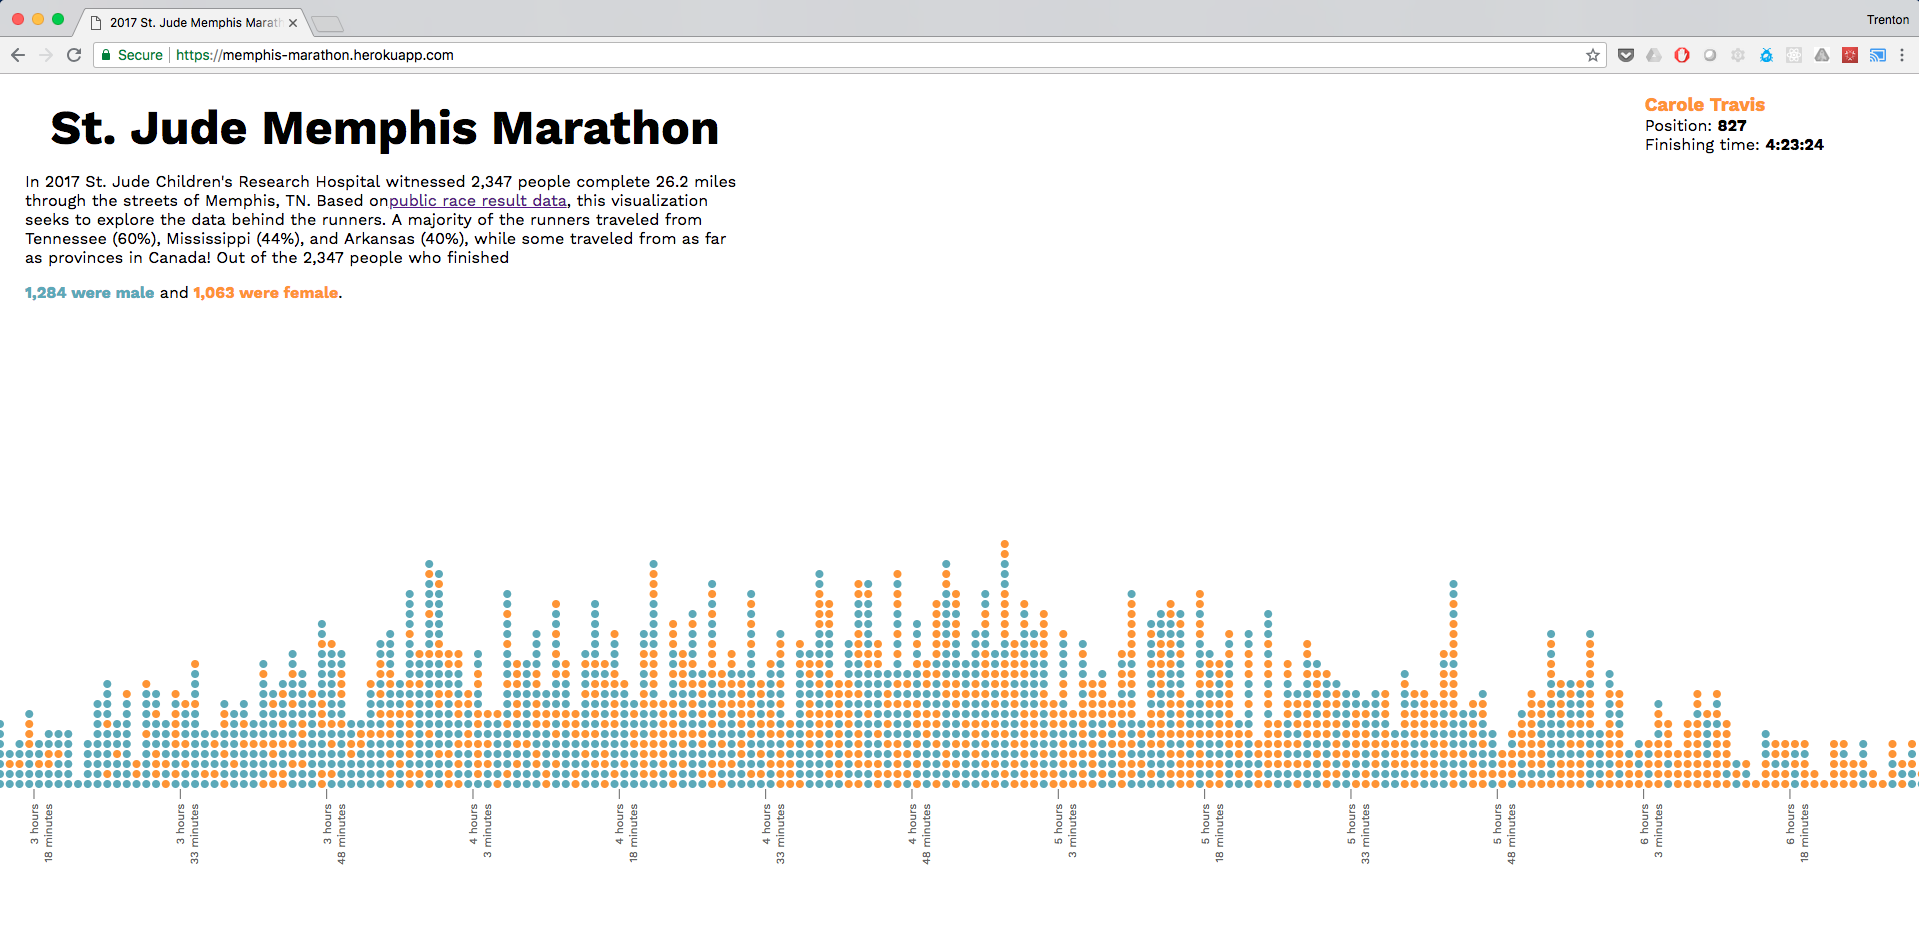 2017 St. Jude Memphis Marath
Trenton
Secure
https://memphis-marathon.herokuapp.com
St. Jude Memphis Marathon
Carole Travis
Position: 827
Finishing time: 4:23:24
In 2017 St. Jude Children's Research Hospital witnessed 2,347 people complete 26.2 miles
through the streets of Memphis, TN. Based onpublic race result data, this visualization
seeks to explore the data behind the runners. A majority of the runners traveled from
Tennessee (60%), Mississippi (44%), and Arkansas (40%), while some traveled from as far
as provinces in Canada! Out of the 2,347 people who finished
1,284 were male and 1,063 were female.
3 hours
18 minutes
3 hours
33 minutes
3 hours
48 minutes
4 hours
3 minutes
4 hours
18 minutes
4 hours
33 minutes
4 hours
48 minutes
5 hours
3 minutes
5 hours
18 minutes
5 hours
33 minutes
5 hours
48 minutes
6 hours
3 minutes
6 hours
18 minutes